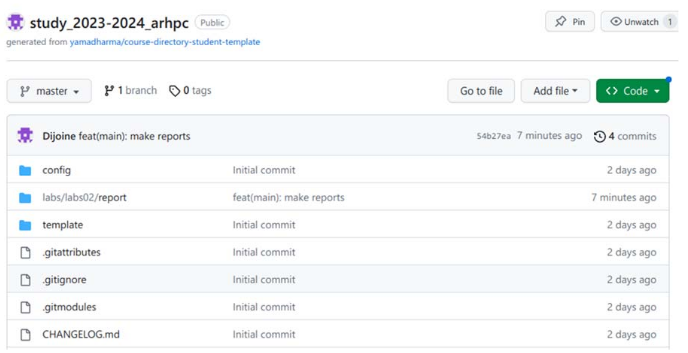 study_2023-2024_arhpc Public Pin Unwatch 1
generated from yamadharma/course-directory-student-template
master 1 branch 0 tags Go to file Add file <> Code
Dijoine feat(main): make reports 54b27ea 7 minutes ago 4 commits
config Initial commit 2 days ago
labs/labs02/report feat(main): make reports 7 minutes ago
template Initial commit 2 days ago
.gitattributes Initial commit 2 days ago
.gitignore Initial commit 2 days ago
.gitmodules Initial commit 2 days ago
CHANGELOG.md Initial commit 2 days ago